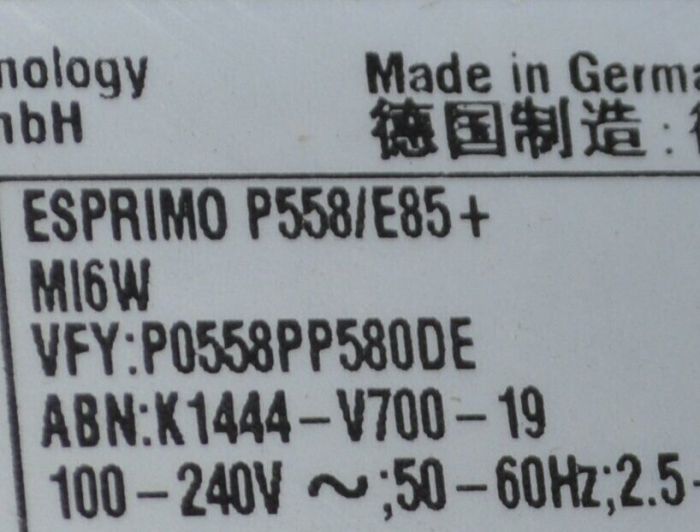 nology
mbH
Made in Germa
德国制造:
ESPRIMO P558/E85+
MI6W
VFY:P0558PP580DE
ABN:K1444-V700-19
100-240V ~;50-60Hz;2.5-